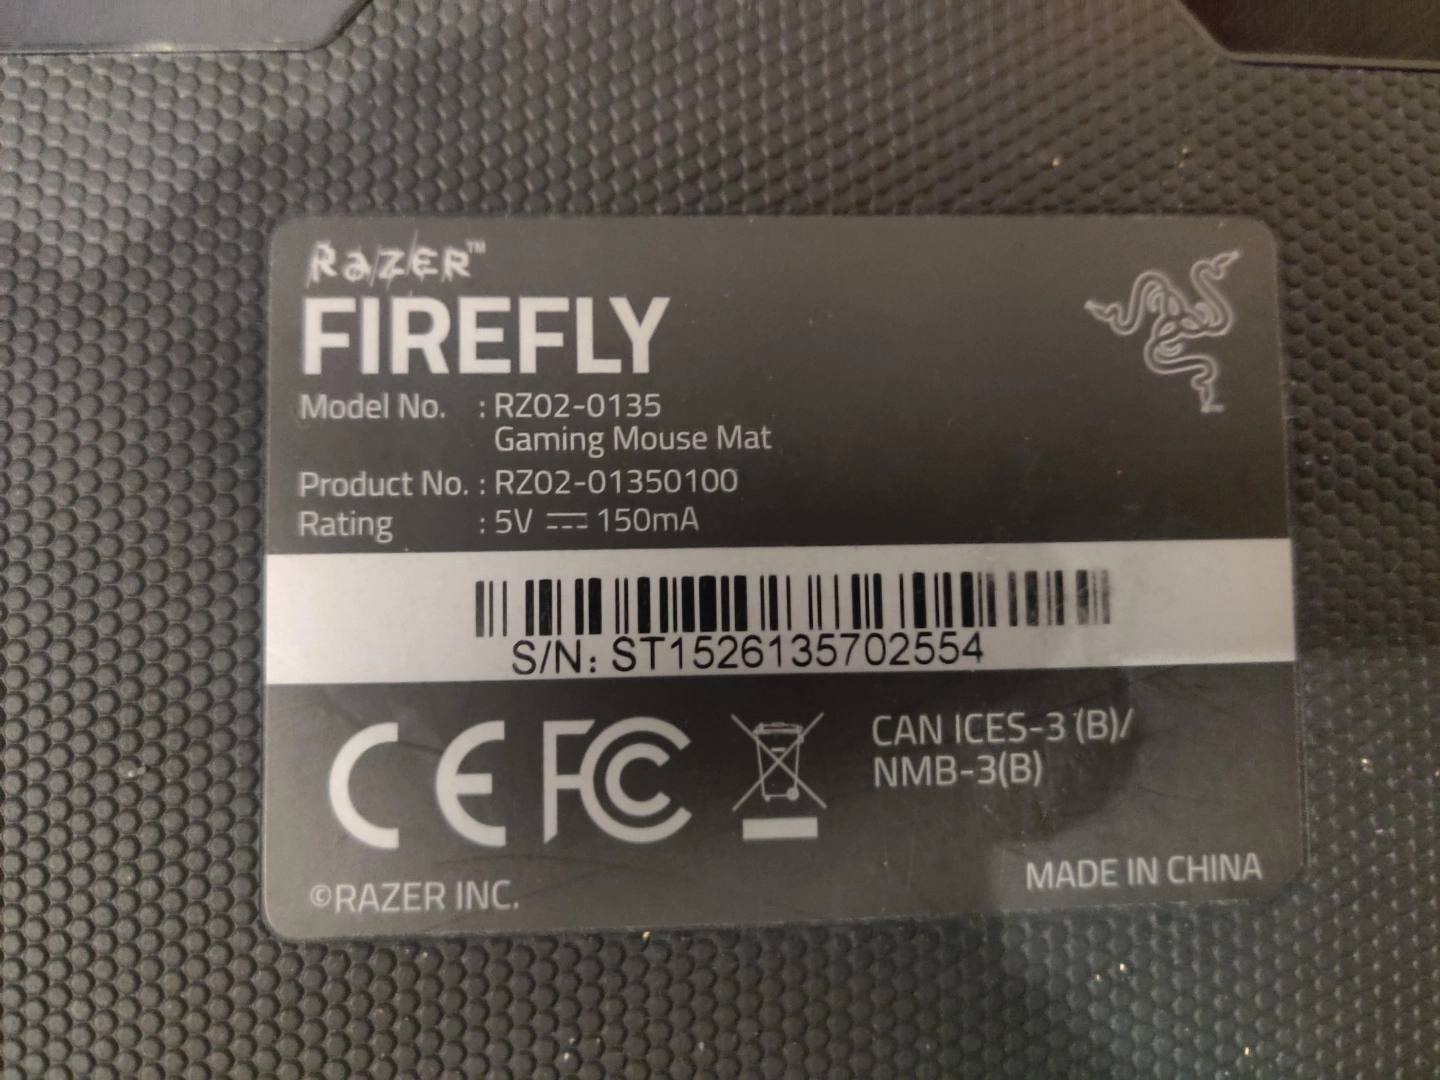 RAZER™
FIREFLY
Model No. : RZ02-0135
Gaming Mouse Mat
Product No. : RZ02-01350100
Rating : 5V ⎓ 150mA
S/N: ST1526135702554
CE FC
CAN ICES-3 (B)/
NMB-3(B)
©RAZER INC.
MADE IN CHINA